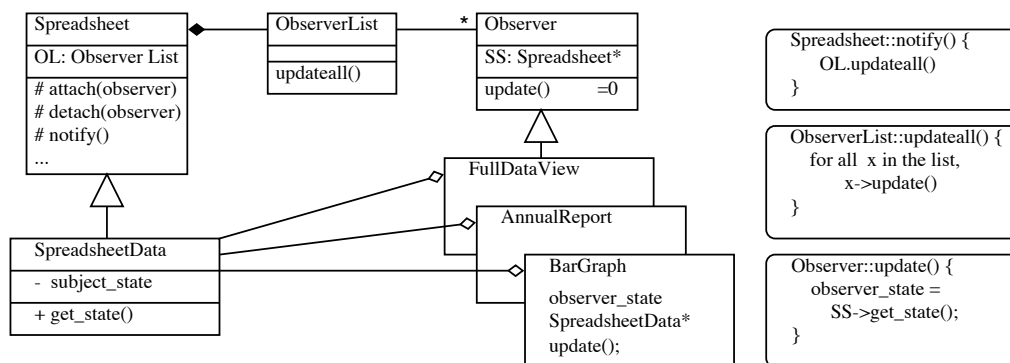 Spreadsheet
OL: Observer List
# attach(observer)
# detach(observer)
# notify()
...
ObserverList
updateall()
*
Observer
SS: Spreadsheet*
update() =0
FullDataView
AnnualReport
BarGraph
observer_state
SpreadsheetData*
update();
SpreadsheetData
- subject_state
+ get_state()
Spreadsheet::notify() {
OL.updateall()
}
ObserverList::updateall() {
for all x in the list,
x->update()
}
Observer::update() {
observer_state =
SS->get_state();
}